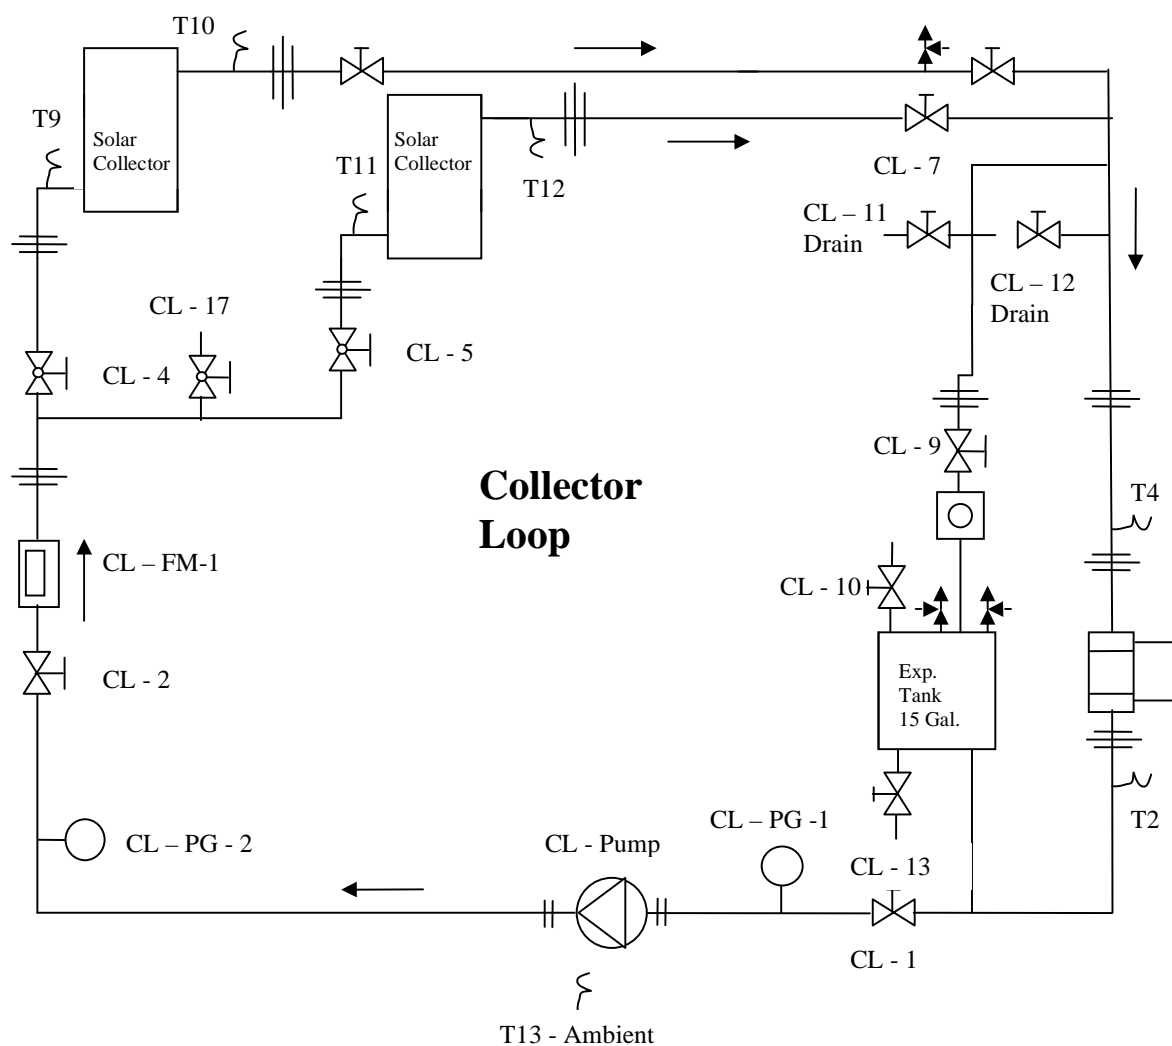 T10
T9
Solar
Collector
T11
Solar
Collector
T12
CL - 7
CL – 11
Drain
CL – 12
Drain
CL - 17
CL - 4
CL - 5
CL - 9
Collector
Loop
T4
CL – FM-1
CL - 10
CL - 2
Exp.
Tank
15 Gal.
T2
CL – PG - 2
CL - Pump
CL – PG -1
CL - 13
CL - 1
T13 - Ambient